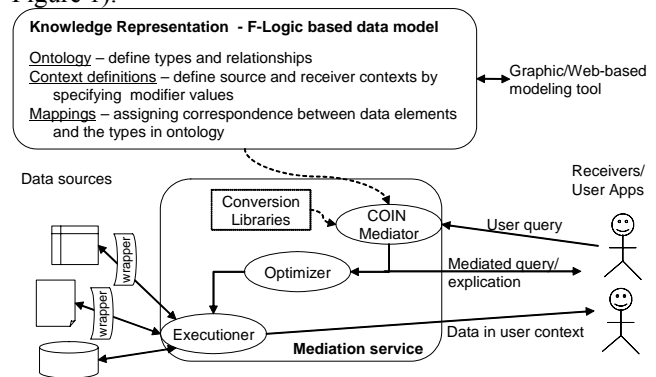 Figure 1).
Knowledge Representation - F-Logic based data model
Ontology – define types and relationships
Context definitions – define source and receiver contexts by
specifying modifier values
Mappings – assigning correspondence between data elements
and the types in ontology
Graphic/Web-based
modeling tool
Data sources
Receivers/
User Apps
Conversion
Libraries
COIN
Mediator
User query
wrapper
Optimizer
Mediated query/
explication
wrapper
Executioner
Data in user context
Mediation service